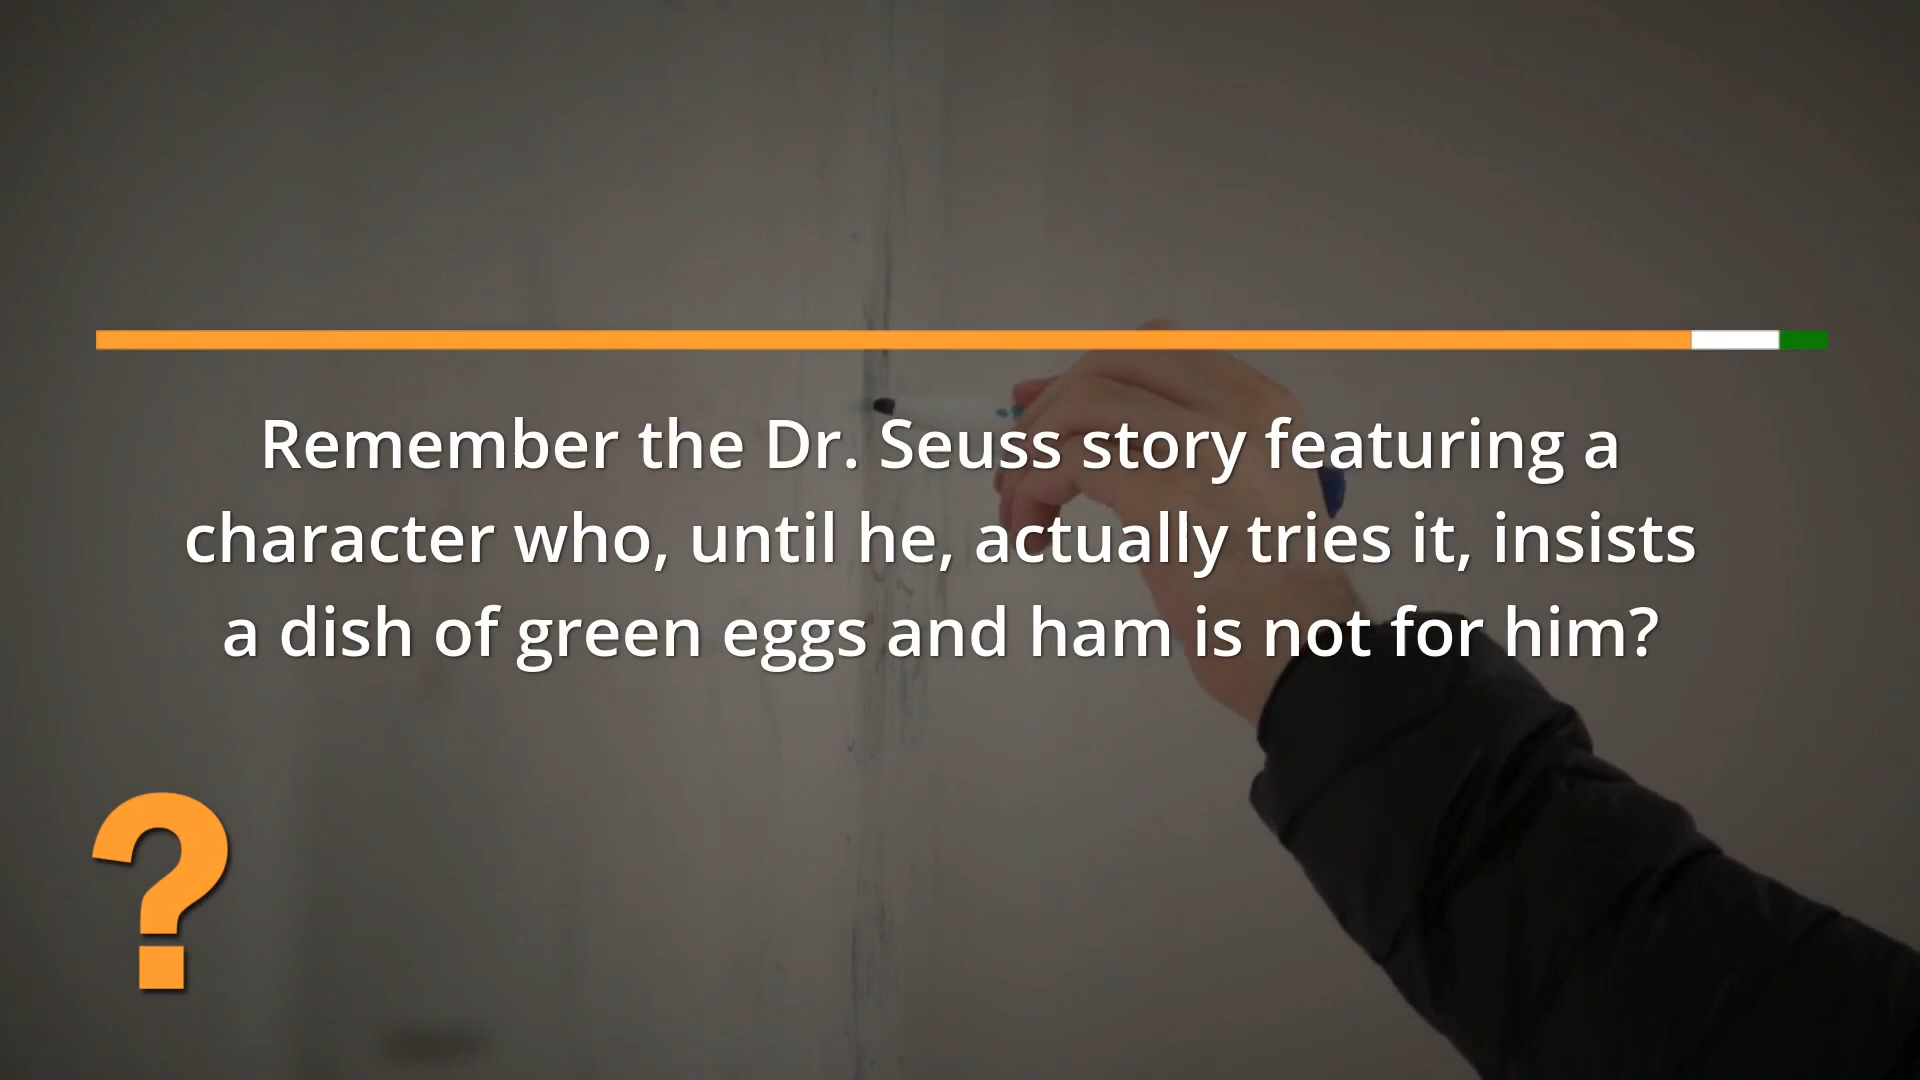 Remember the Dr. Seuss story featuring a
character who, until he, actually tries it, insists
a dish of green eggs and ham is not for him?
?